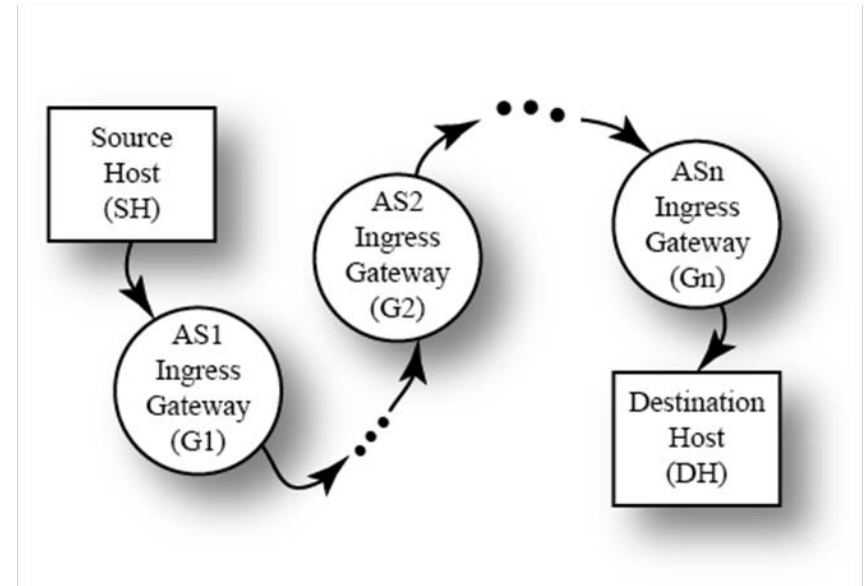 Source
Host
(SH)
AS1
Ingress
Gateway
(G1)
AS2
Ingress
Gateway
(G2)
ASn
Ingress
Gateway
(Gn)
Destination
Host
(DH)